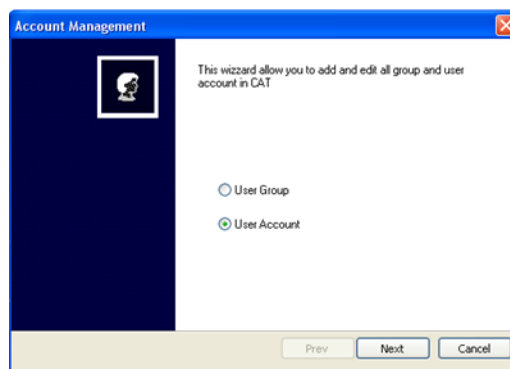 Account Management
This wizzard allow you to add and edit all group and user
account in CAT
User Group
User Account
Prev
Next
Cancel